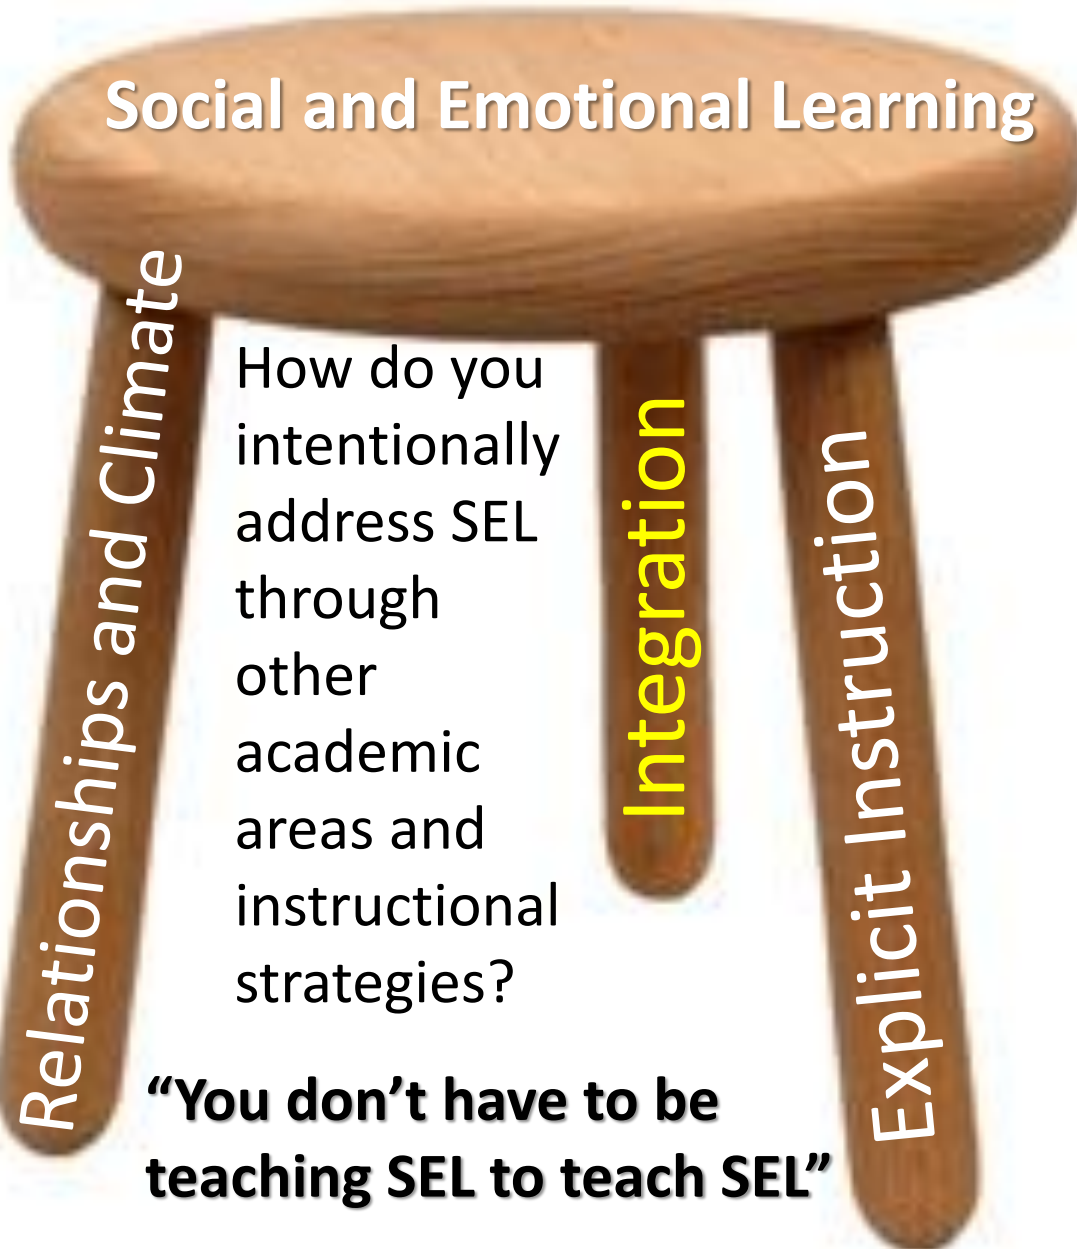 Social and Emotional Learning
Relationships and Climate
How do you
intentionally
address SEL
through
other
academic
areas and
instructional
strategies?
Integration
Explicit Instruction
“You don’t have to be
teaching SEL to teach SEL”